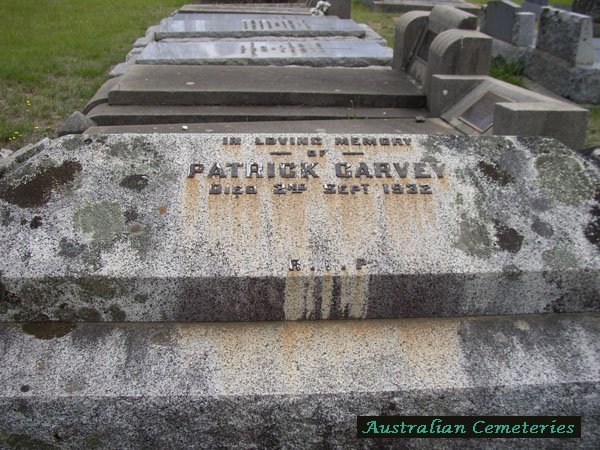 IN LOVING MEMORY
— OF —
PATRICK GARVEY
DIED 2ND SEPT 1932
R.I.P
Australian Cemeteries